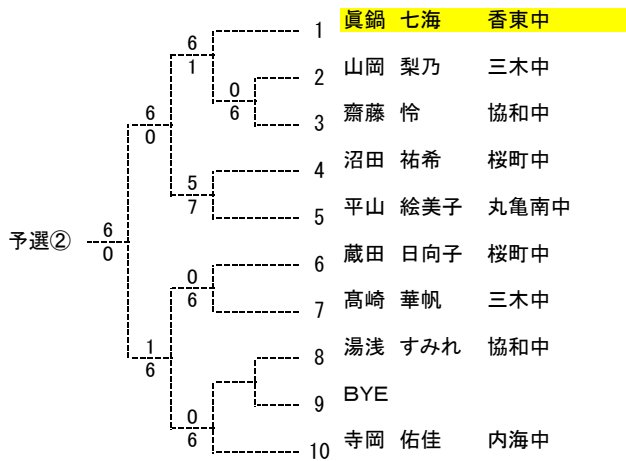 1 眞鍋 七海 香東中
6
1
2 山岡 梨乃 三木中
0
6
3 齋藤 怜 協和中
6
0
4 沼田 祐希 桜町中
5
7
5 平山 絵美子 丸亀南中
予選②
6
0
6 蔵田 日向子 桜町中
0
6
7 髙崎 華帆 三木中
1
6
8 湯浅 すみれ 協和中
9 BYE
0
6
10 寺岡 佑佳 内海中